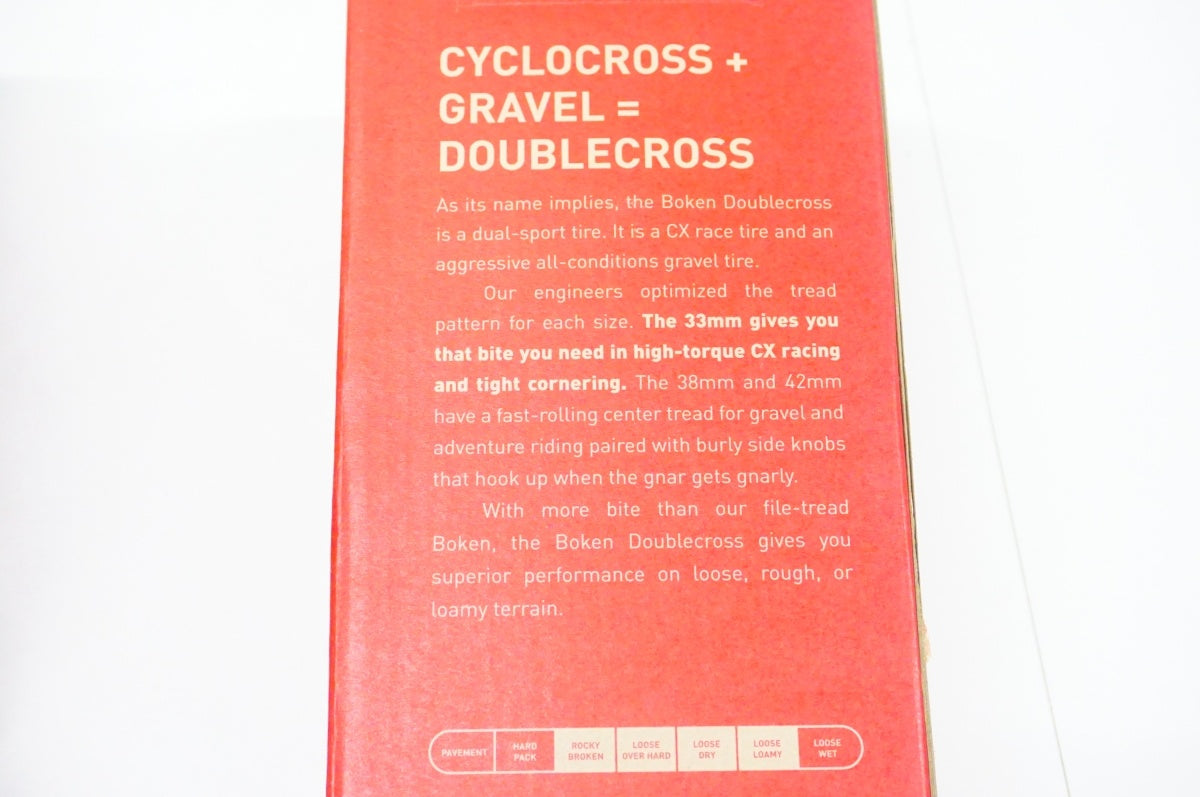 CYCLOCROSS +
GRAVEL =
DOUBLECROSS
As its name implies, the Boken Doublecross
is a dual-sport tire. It is a CX race tire and an
aggressive all-conditions gravel tire.
Our engineers optimized the tread
pattern for each size. The 33mm gives you
that bite you need in high-torque CX racing
and tight cornering. The 38mm and 42mm
have a fast-rolling center tread for gravel and
adventure riding paired with burly side knobs
that hook up when the gnar gets gnarly.
With more bite than our file-tread
Boken, the Boken Doublecross gives you
superior performance on loose, rough, or
loamy terrain.
PAVEMENT
HARD
PACK
ROCKY
BROKEN
LOOSE
OVER HARD
LOOSE
DRY
LOOSE
LOAMY
LOOSE
WET